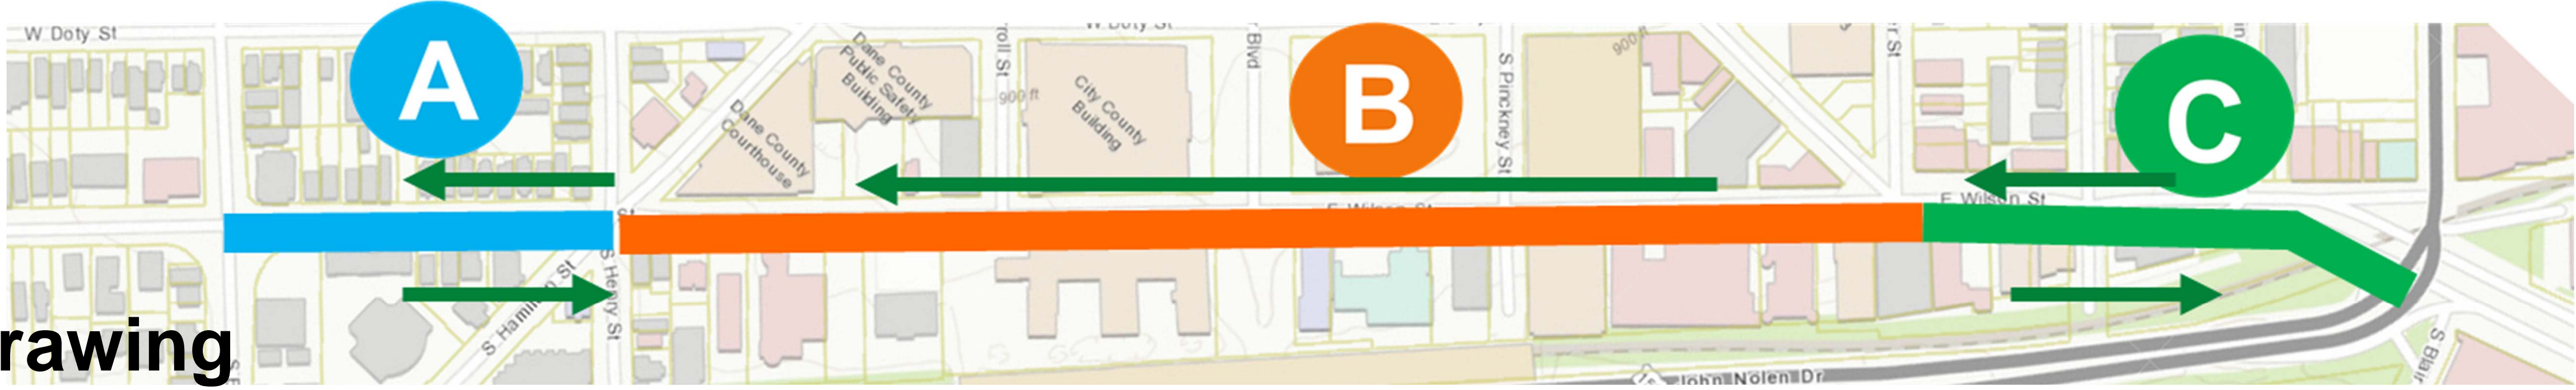 W Doty St
A
S Hamilton St
S Henry St
Dane County
Courthouse
Dane County
Public Safety
Building
900 ft
City County
Building
W Doty St
Blvd
B
E Wilson St
S Pinckney St
900 ft
C
E Wilson St
John Nolen Dr
S Blair
rawing